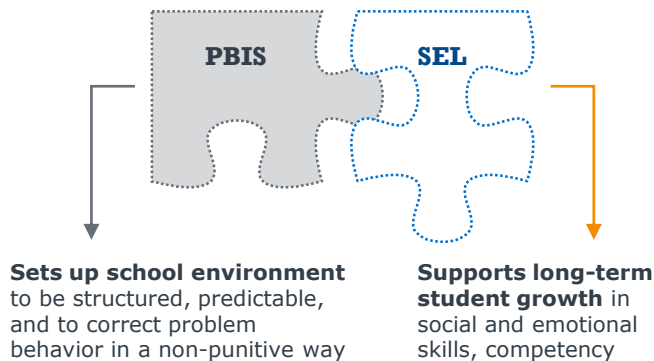 PBIS
SEL
Sets up school environment
to be structured, predictable,
and to correct problem
behavior in a non-punitive way
Supports long-term
student growth in
social and emotional
skills, competency